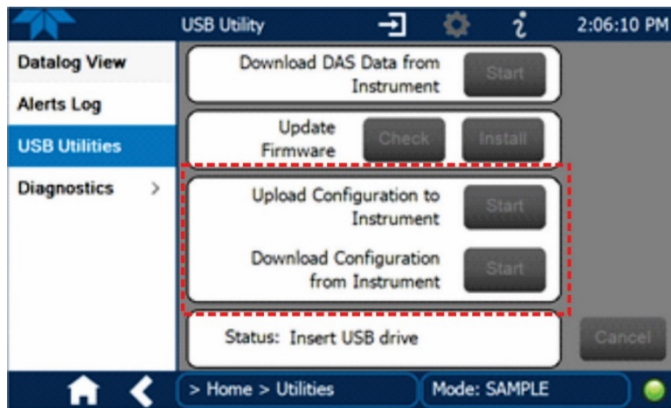 USB Utility
2:06:10 PM
Datalog View
Alerts Log
USB Utilities
Diagnostics >
Download DAS Data from
Instrument
Start
Update
Firmware
Check
Install
Upload Configuration to
Instrument
Start
Download Configuration
from Instrument
Start
Status: Insert USB drive
Cancel
> Home > Utilities
Mode: SAMPLE